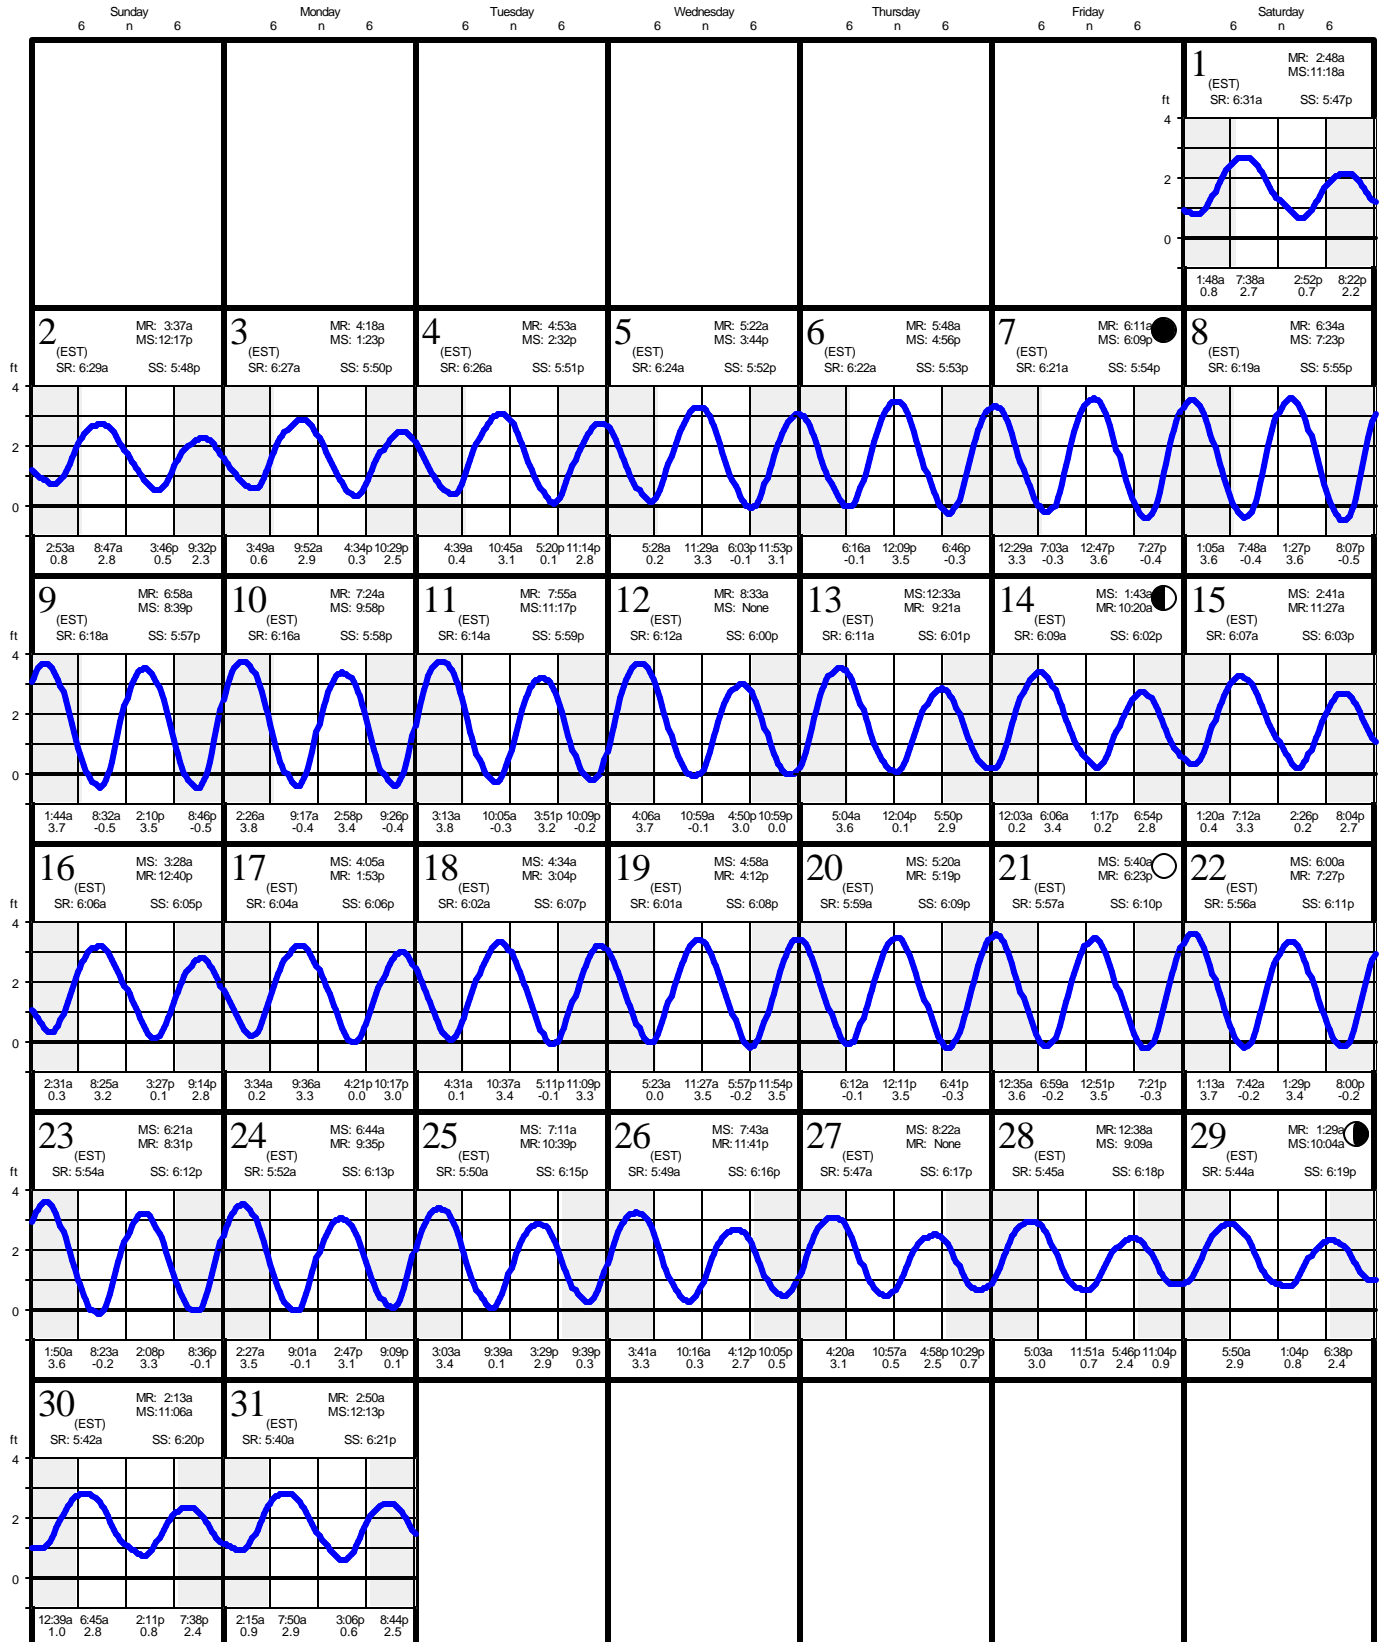 Sunday Monday Tuesday Wednesday Thursday Friday Saturday
6 n 6 6 n 6 6 n 6 6 n 6 6 n 6 6 n 6 6 n 6
1 (EST) MR: 2:48a
MS:11:18a
SR: 6:31a SS: 5:47p
ft
4
2
0
1:48a 7:38a 2:52p 8:22p
0.8 2.7 0.7 2.2
2 (EST) MR: 3:37a
MS:12:17p
SR: 6:29a SS: 5:48p
ft
4
2
0
2:53a 8:47a 3:46p 9:32p
0.8 2.8 0.5 2.3
3 (EST) MR: 4:18a
MS: 1:23p
SR: 6:27a SS: 5:50p
3:49a 9:52a 4:34p 10:29p
0.6 2.9 0.3 2.5
4 (EST) MR: 4:53a
MS: 2:32p
SR: 6:26a SS: 5:51p
4:39a 10:45a 5:20p 11:14p
0.4 3.1 0.1 2.8
5 (EST) MR: 5:22a
MS: 3:44p
SR: 6:24a SS: 5:52p
5:28a 11:29a 6:03p 11:53p
0.2 3.3 -0.1 3.1
6 (EST) MR: 5:48a
MS: 4:56p
SR: 6:22a SS: 5:53p
6:16a 12:09p 6:46p
-0.1 3.5 -0.3
7 (EST) MR: 6:11a
MS: 6:09p
SR: 6:21a SS: 5:54p
12:29a 7:03a 12:47p 7:27p
3.3 -0.3 3.6 -0.4
8 (EST) MR: 6:34a
MS: 7:23p
SR: 6:19a SS: 5:55p
1:05a 7:48a 1:27p 8:07p
3.6 -0.4 3.6 -0.5
9 (EST) MR: 6:58a
MS: 8:39p
SR: 6:18a SS: 5:57p
ft
4
2
0
1:44a 8:32a 2:10p 8:46p
3.7 -0.5 3.5 -0.5
10 (EST) MR: 7:24a
MS: 9:58p
SR: 6:16a SS: 5:58p
2:26a 9:17a 2:58p 9:26p
3.8 -0.4 3.4 -0.4
11 (EST) MR: 7:55a
MS:11:17p
SR: 6:14a SS: 5:59p
3:13a 10:05a 3:51p 10:09p
3.8 -0.3 3.2 -0.2
12 (EST) MR: 8:33a
MS: None
SR: 6:12a SS: 6:00p
4:06a 10:59a 4:50p 10:59p
3.7 -0.1 3.0 0.0
13 (EST) MS:12:33a
MR: 9:21a
SR: 6:11a SS: 6:01p
5:04a 12:04p 5:50p
3.6 0.1 2.9
14 (EST) MS: 1:43a
MR:10:20a
SR: 6:09a SS: 6:02p
12:03a 6:06a 1:17p 6:54p
0.2 3.4 0.2 2.8
15 (EST) MS: 2:41a
MR:11:27a
SR: 6:07a SS: 6:03p
1:20a 7:12a 2:26p 8:04p
0.4 3.3 0.2 2.7
16 (EST) MS: 3:28a
MR:12:40p
SR: 6:06a SS: 6:05p
ft
4
2
0
2:31a 8:25a 3:27p 9:14p
0.3 3.2 0.1 2.8
17 (EST) MS: 4:05a
MR: 1:53p
SR: 6:04a SS: 6:06p
3:34a 9:36a 4:21p 10:17p
0.2 3.3 0.0 3.0
18 (EST) MS: 4:34a
MR: 3:04p
SR: 6:02a SS: 6:07p
4:31a 10:37a 5:11p 11:09p
0.1 3.4 -0.1 3.3
19 (EST) MS: 4:58a
MR: 4:12p
SR: 6:01a SS: 6:08p
5:23a 11:27a 5:57p 11:54p
0.0 3.5 -0.2 3.5
20 (EST) MS: 5:20a
MR: 5:19p
SR: 5:59a SS: 6:09p
6:12a 12:11p 6:41p
-0.1 3.5 -0.3
21 (EST) MS: 5:40a
MR: 6:23p
SR: 5:57a SS: 6:10p
12:35a 6:59a 12:51p 7:21p
3.6 -0.2 3.5 -0.3
22 (EST) MS: 6:00a
MR: 7:27p
SR: 5:56a SS: 6:11p
1:13a 7:42a 1:29p 8:00p
3.7 -0.2 3.4 -0.2
23 (EST) MS: 6:21a
MR: 8:31p
SR: 5:54a SS: 6:12p
ft
4
2
0
1:50a 8:23a 2:08p 8:36p
3.6 -0.2 3.3 -0.1
24 (EST) MS: 6:44a
MR: 9:35p
SR: 5:52a SS: 6:13p
2:27a 9:01a 2:47p 9:09p
3.5 -0.1 3.1 0.1
25 (EST) MS: 7:11a
MR:10:39p
SR: 5:50a SS: 6:15p
3:03a 9:39a 3:29p 9:39p
3.4 0.1 2.9 0.3
26 (EST) MS: 7:43a
MR:11:41p
SR: 5:49a SS: 6:16p
3:41a 10:16a 4:12p 10:05p
3.3 0.3 2.7 0.5
27 (EST) MS: 8:22a
MR: None
SR: 5:47a SS: 6:17p
4:20a 10:57a 4:58p 10:29p
3.1 0.5 2.5 0.7
28 (EST) MR:12:38a
MS: 9:09a
SR: 5:45a SS: 6:18p
5:03a 11:51a 5:46p 11:04p
3.0 0.7 2.4 0.9
29 (EST) MR: 1:29a
MS:10:04a
SR: 5:44a SS: 6:19p
5:50a 1:04p 6:38p
2.9 0.8 2.4
30 (EST) MR: 2:13a
MS:11:06a
SR: 5:42a SS: 6:20p
ft
4
2
0
12:39a 6:45a 2:11p 7:38p
1.0 2.8 0.8 2.4
31 (EST) MR: 2:50a
MS:12:13p
SR: 5:40a SS: 6:21p
2:15a 7:50a 3:06p 8:44p
0.9 2.9 0.6 2.5